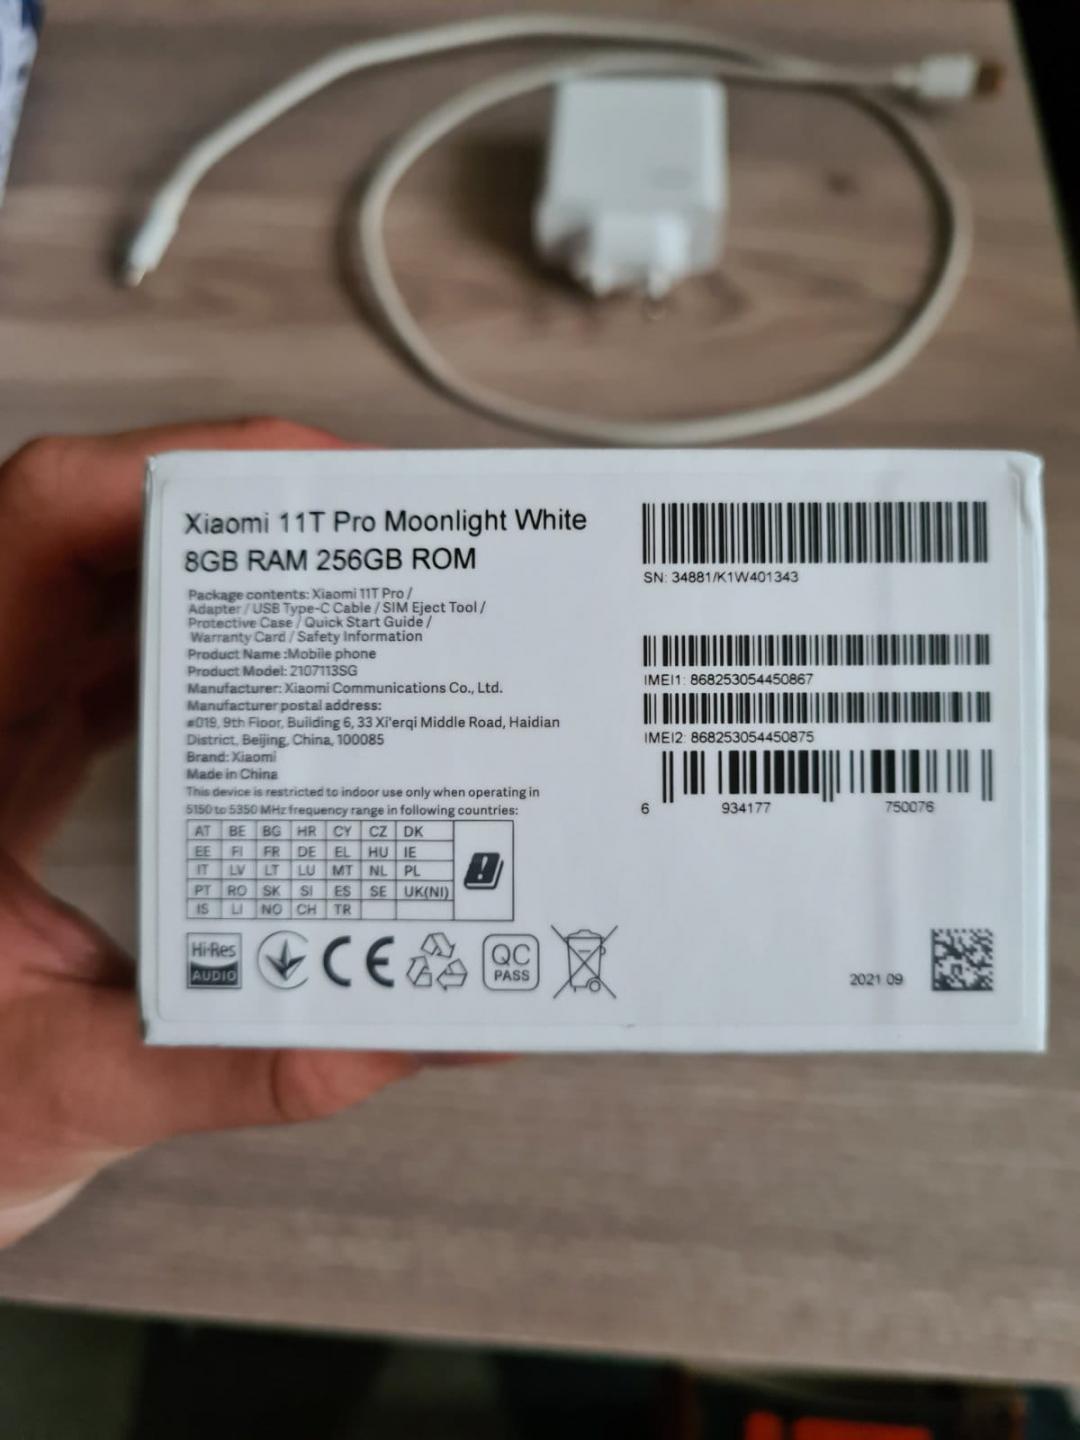 Xiaomi 11T Pro Moonlight White
8GB RAM 256GB ROM
Package contents: Xiaomi 11T Pro /
Adapter / USB Type-C Cable / SIM Eject Tool /
Protective Case / Quick Start Guide /
Warranty Card / Safety Information
Product Name :Mobile phone
Product Model: 2107113SG
Manufacturer: Xiaomi Communications Co., Ltd.
Manufacturer postal address:
#019, 9th Floor, Building 6, 33 Xi'erqi Middle Road, Haidian
District, Beijing, China, 100085
Brand: Xiaomi
Made in China
This device is restricted to indoor use only when operating in
5150 to 5350 MHz frequency range in following countries:
AT BE BG HR CY CZ DK
EE FI FR DE EL HU IE
IT LV LT LU MT NL PL
PT RO SK SI ES SE UK(NI)
IS LI NO CH TR
Hi-Res
AUDIO
CE
QC
PASS
SN: 34881/K1W401343
IMEI1: 868253054450867
IMEI2: 868253054450875
6 934177 750076
2021 09